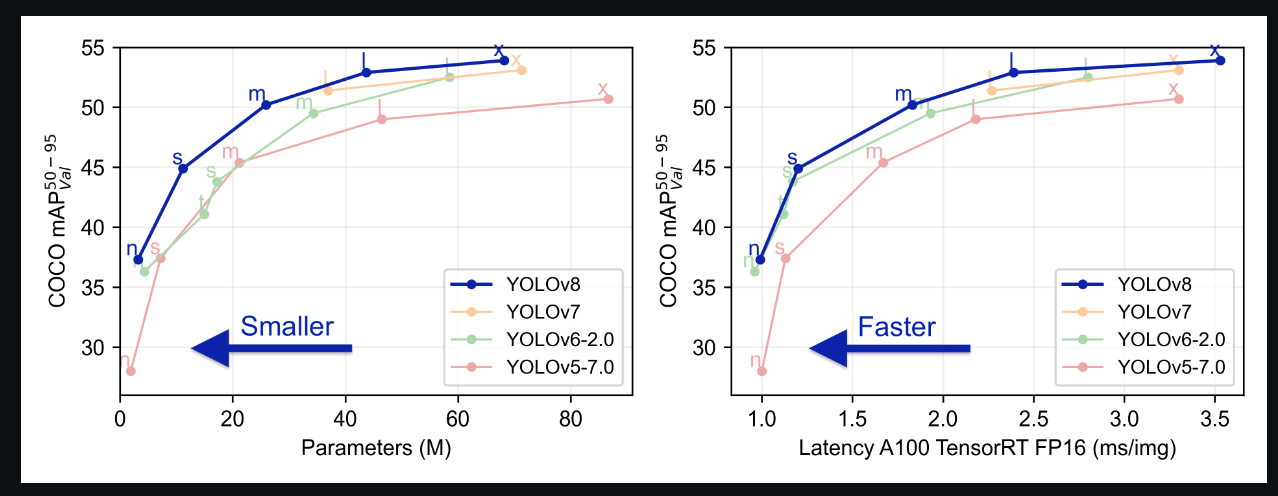 55
50
45
40
35
30
COCO mAP50 – 95 Val
n
s
m
l
x
l
x
n
t
s
m
l
n
s
m
l
x
Smaller
YOLOv8
YOLOv7
YOLOv6-2.0
YOLOv5-7.0
0 20 40 60 80
Parameters (M)
55
50
45
40
35
30
COCO mAP50 – 95 Val
n
s
m
l
x
l
x
n
t
s
m
l
n
s
m
l
x
Faster
YOLOv8
YOLOv7
YOLOv6-2.0
YOLOv5-7.0
1.0 1.5 2.0 2.5 3.0 3.5
Latency A100 TensorRT FP16 (ms/img)